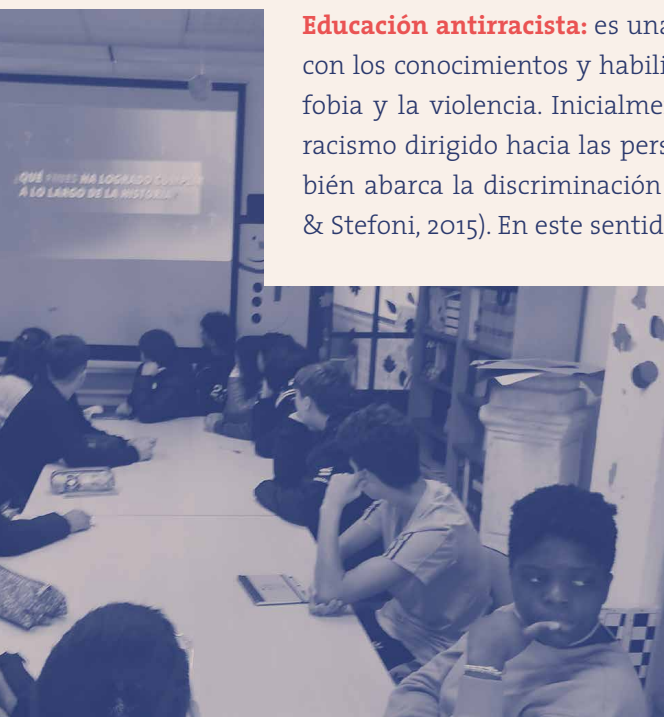 Educación antirracista: es una
con los conocimientos y habili
fobia y la violencia. Inicialme
racismo dirigido hacia las pers
bién abarca la discriminación
& Stefoni, 2015). En este sentid
QUÉ HA LOGRADO
A LO LARGO DE LA HISTORIA